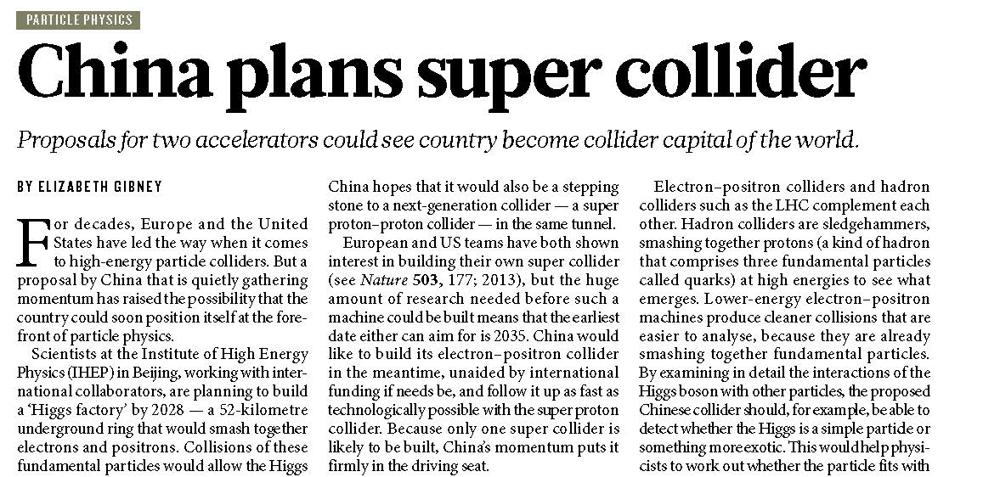 PARTICLE PHYSICS
China plans super collider
Proposals for two accelerators could see country become collider capital of the world.
BY ELIZABETH GIBNEY
For decades, Europe and the United
States have led the way when it comes
to high-energy particle colliders. But a
proposal by China that is quietly gathering
momentum has raised the possibility that the
country could soon position itself at the fore-
front of particle physics.
Scientists at the Institute of High Energy
Physics (IHEP) in Beijing, working with inter-
national collaborators, are planning to build
a ‘Higgs factory’ by 2028 — a 52-kilometre
underground ring that would smash together
electrons and positrons. Collisions of these
fundamental particles would allow the Higgs
China hopes that it would also be a stepping
stone to a next-generation collider — a super
proton–proton collider — in the same tunnel.
European and US teams have both shown
interest in building their own super collider
(see Nature 503, 177; 2013), but the huge
amount of research needed before such a
machine could be built means that the earliest
date either can aim for is 2035. China would
like to build its electron–positron collider
in the meantime, unaided by international
funding if needs be, and follow it up as fast as
technologically possible with the super proton
collider. Because only one super collider is
likely to be built, China’s momentum puts it
firmly in the driving seat.
Electron–positron colliders and hadron
colliders such as the LHC complement each
other. Hadron colliders are sledgehammers,
smashing together protons (a kind of hadron
that comprises three fundamental particles
called quarks) at high energies to see what
emerges. Lower-energy electron–positron
machines produce cleaner collisions that are
easier to analyse, because they are already
smashing together fundamental particles.
By examining in detail the interactions of the
Higgs boson with other particles, the proposed
Chinese collider should, for example, be able to
detect whether the Higgs is a simple particle or
something more exotic. This would help physi-
cists to work out whether the particle fits with